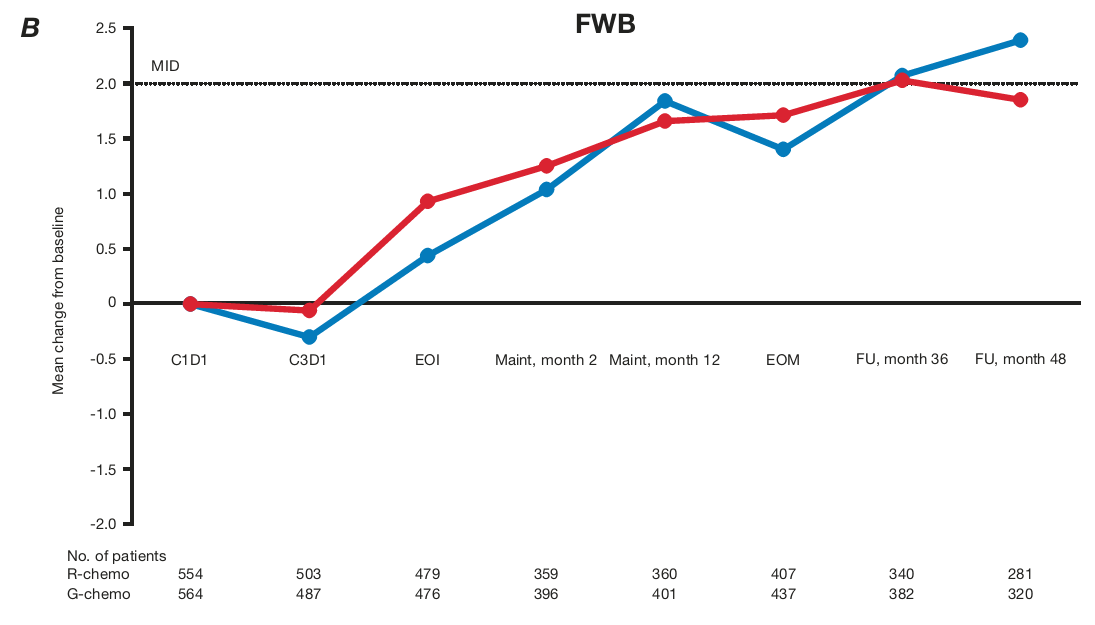 B
FWB
2.5
MID
2.0
1.5
1.0
0.5
0
-0.5
-1.0
-1.5
-2.0
Mean change from baseline
C1D1 C3D1 EOI Maint, month 2 Maint, month 12 EOM FU, month 36 FU, month 48
No. of patients
R-chemo 554 503 479 359 360 407 340 281
G-chemo 564 487 476 396 401 437 382 320